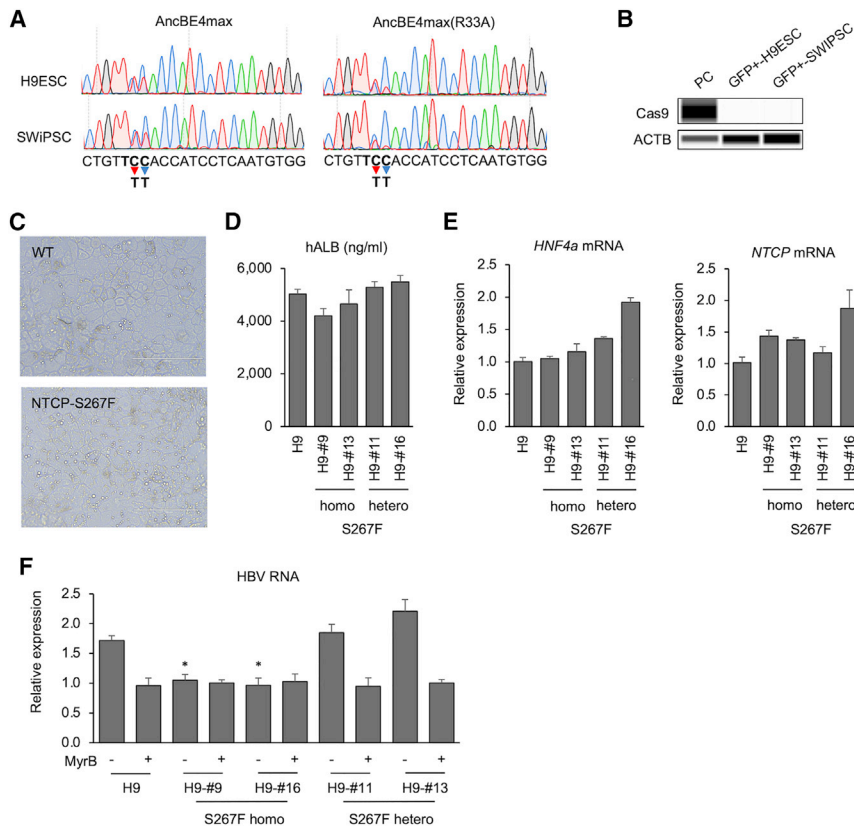 A
AncBE4max
AncBE4max(R33A)
H9ESC
SWiPSC
CTGTTCCACCATCCTCAATGTGG
CTGTTCCACCATCCTCAATGTGG
TT
TT
B
PC
GFP+-H9ESC
GFP+-SWiPSC
Cas9
ACTB
C
WT
NTCP-S267F
D
hALB (ng/ml)
6,000
4,000
2,000
0
H9
H9-#9
H9-#13
H9-#11
H9-#16
homo
hetero
S267F
E
HNF4a mRNA
Relative expression
2.5
2.0
1.5
1.0
0.5
0.0
H9
H9-#9
H9-#13
H9-#11
H9-#16
homo
hetero
S267F
NTCP mRNA
Relative expression
2.5
2.0
1.5
1.0
0.5
0.0
H9
H9-#9
H9-#13
H9-#11
H9-#16
homo
hetero
S267F
F
HBV RNA
Relative expression
2.5
2.0
1.5
1.0
0.5
0.0
* *
MyrB - + - + - + - + - +
H9 H9-#9 H9-#16 H9-#11 H9-#13
S267F homo S267F hetero